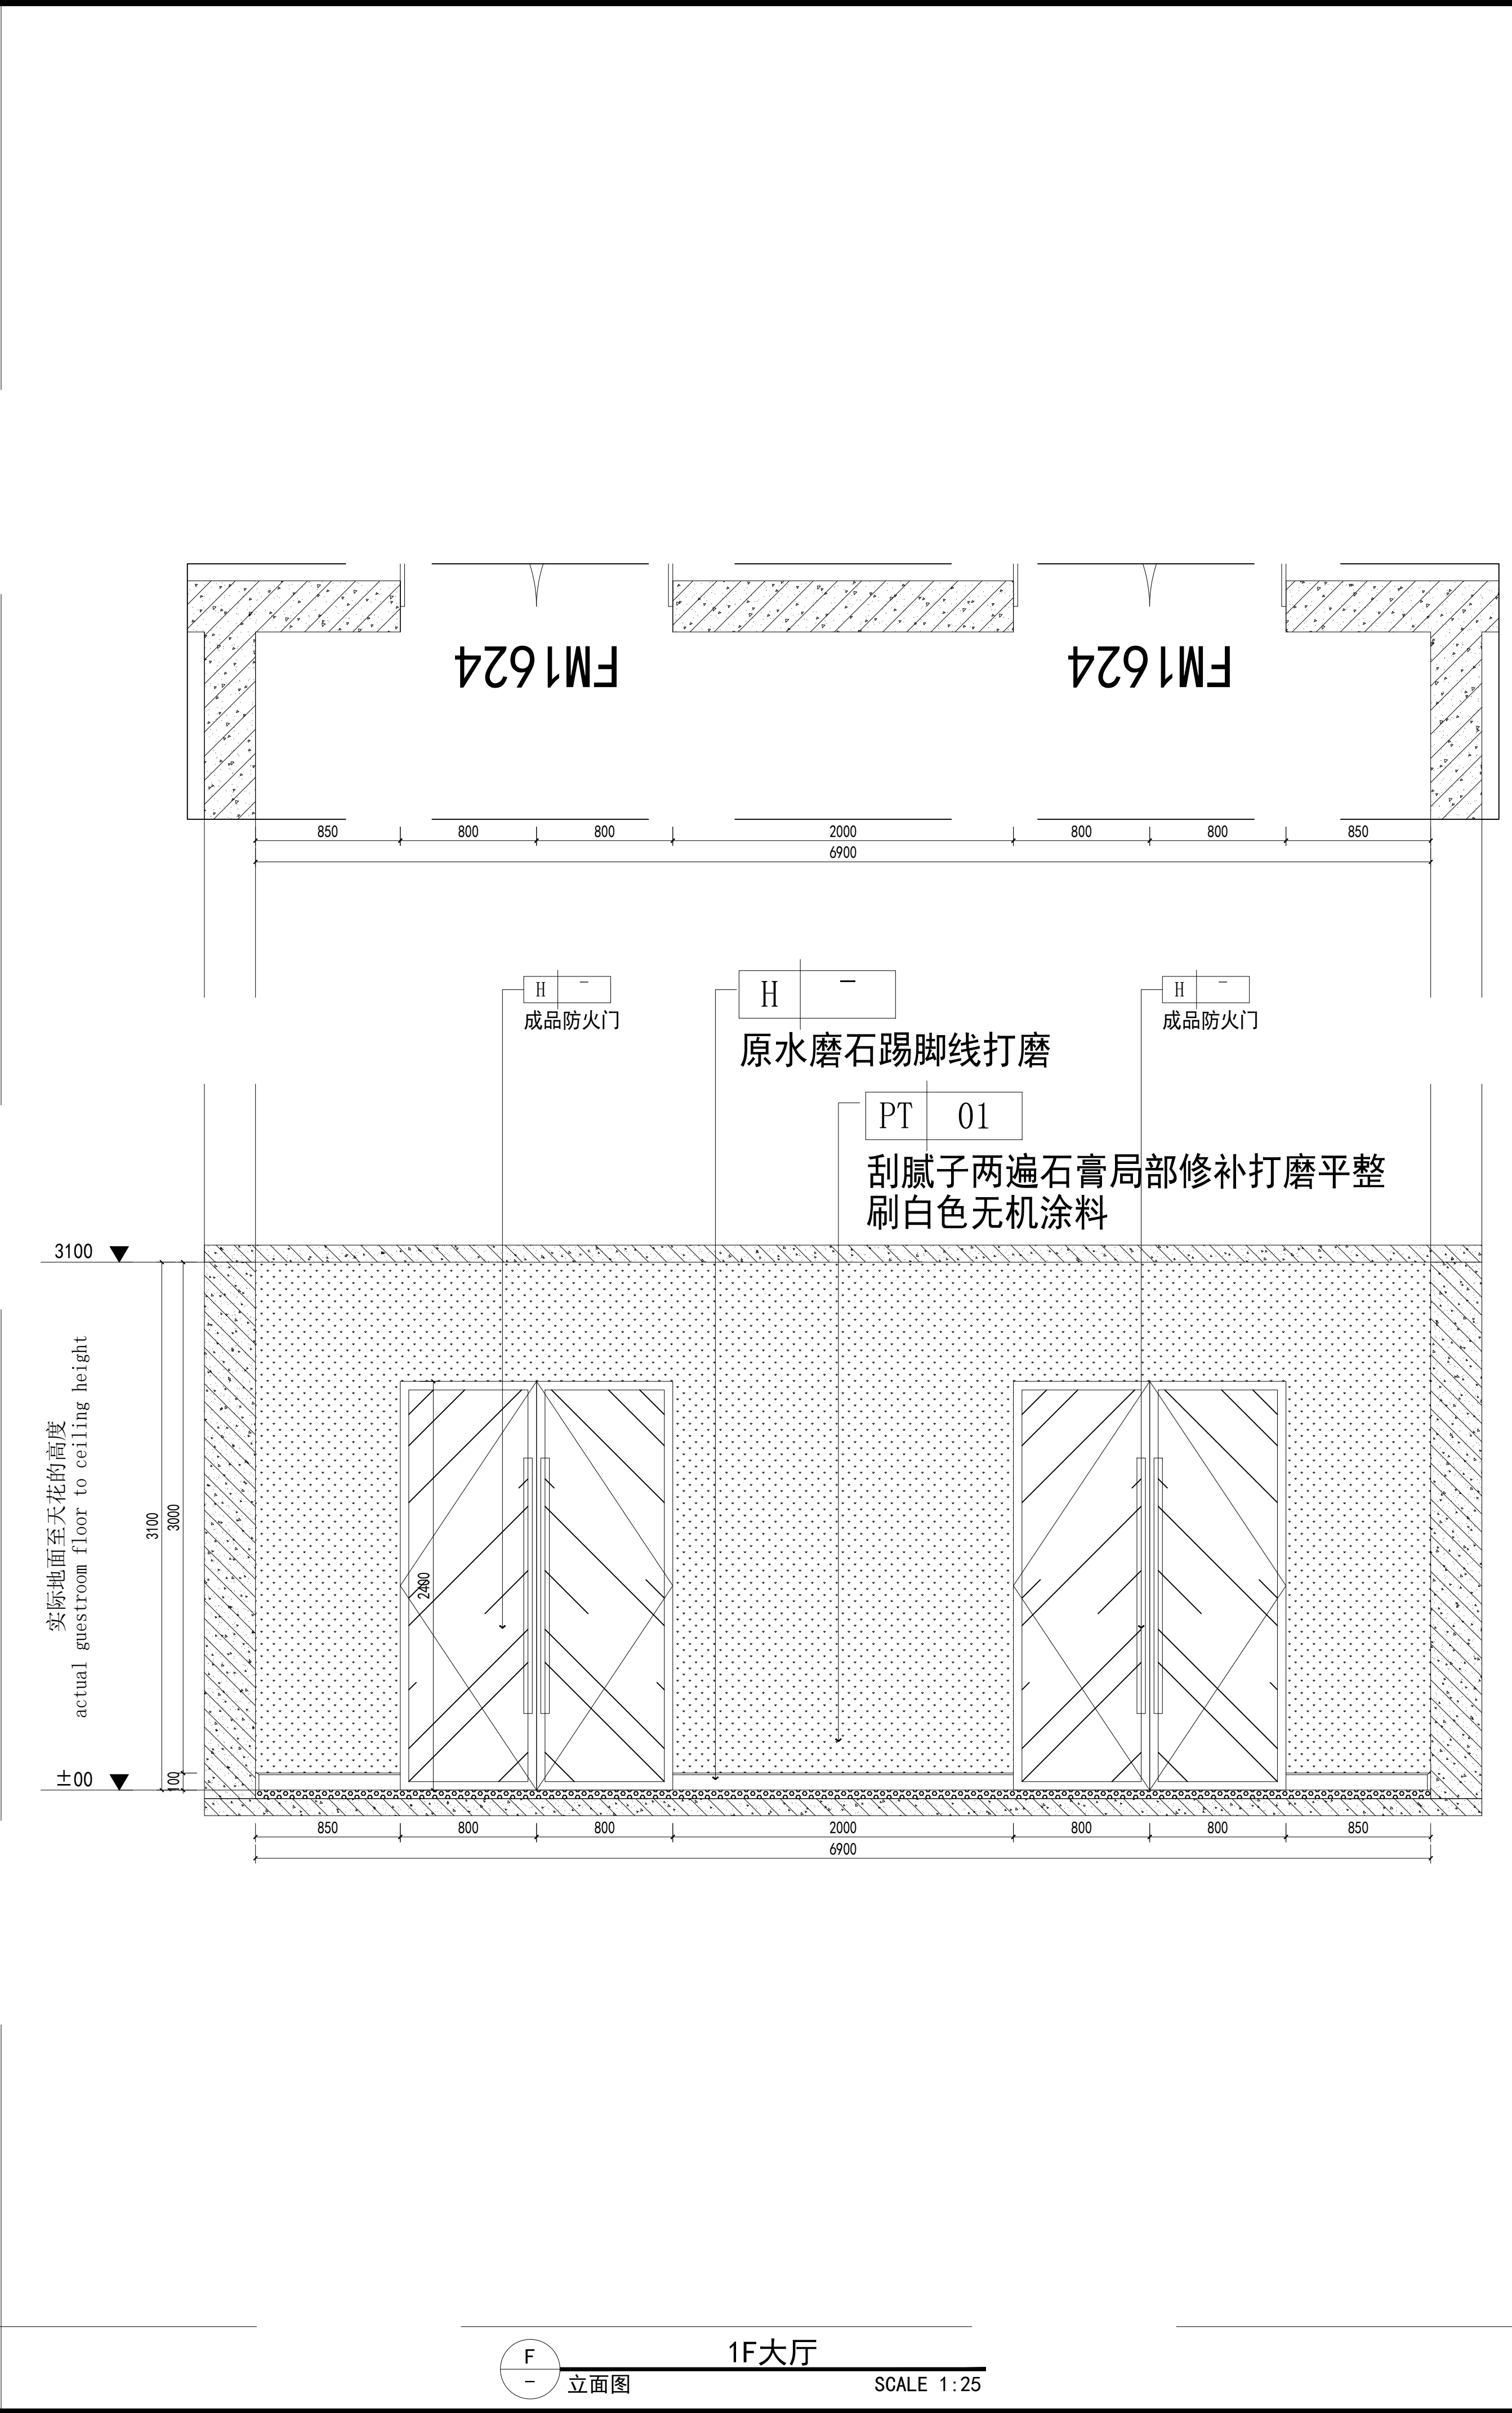 FM1624
FM1624
850
800
800
2000
800
800
850
6900
H
—
成品防火门
H
—
原水磨石踢脚线打磨
H
—
成品防火门
PT
01
刮腻子两遍石膏局部修补打磨平整
刷白色无机涂料
3100
实际地面至天花的高度
actual guestroom floor to ceiling height
3100
3000
2400
100
±00
850
800
800
2000
800
800
850
6900
F
—
1F大厅
立面图
SCALE 1:25